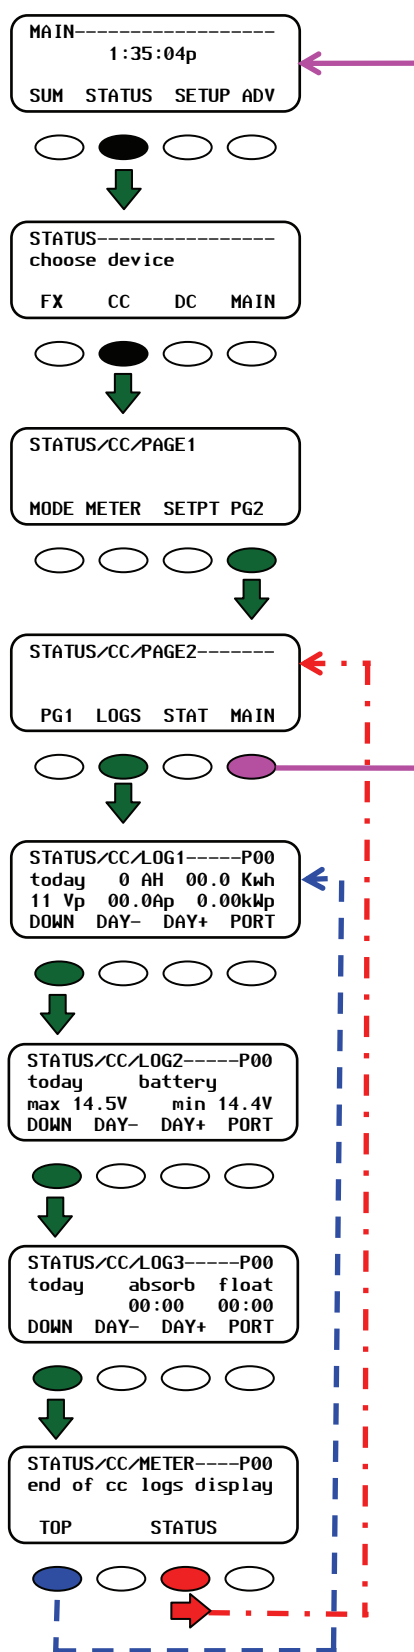 MAIN-------------------
1:35:04p
SUM STATUS SETUP ADV
STATUS-----------------
choose device
FX CC DC MAIN
STATUS/CC/PAGE1
MODE METER SETPT PG2
STATUS/CC/PAGE2-------
PG1 LOGS STAT MAIN
STATUS/CC/LOG1-----P00
today 0 AH 00.0 Kwh
11 Vp 00.0Ap 0.00kWp
DOWN DAY- DAY+ PORT
STATUS/CC/LOG2-----P00
today battery
max 14.5V min 14.4V
DOWN DAY- DAY+ PORT
STATUS/CC/LOG3-----P00
today absorb float
00:00 00:00
DOWN DAY- DAY+ PORT
STATUS/CC/METER----P00
end of cc logs display
TOP STATUS